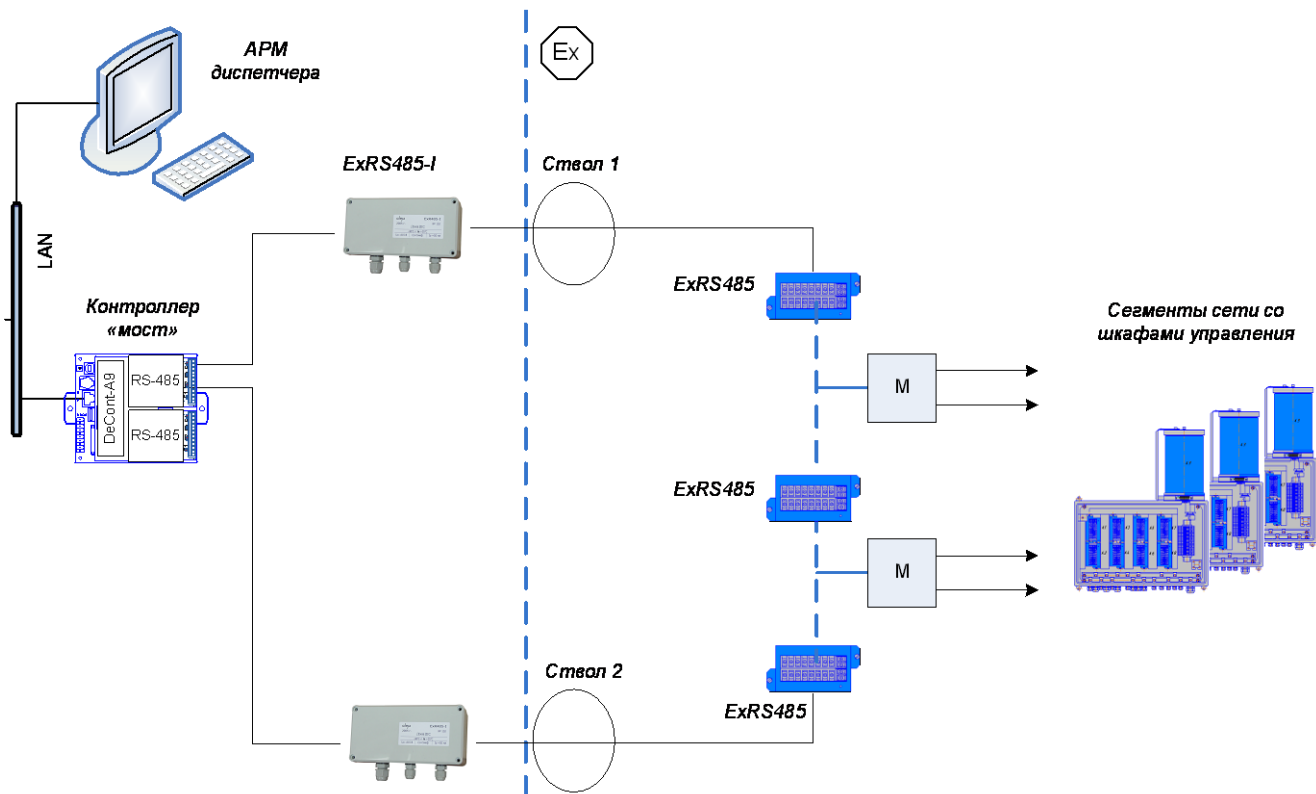 АРМ
диспетчера
Ex
ExRS485-I
Ствол 1
LAN
ExRS485
Контроллер
«мост»
Сегменты сети со
шкафами управления
DeCont-A9
RS-485
RS-485
M
ExRS485
M
Ствол 2
ExRS485